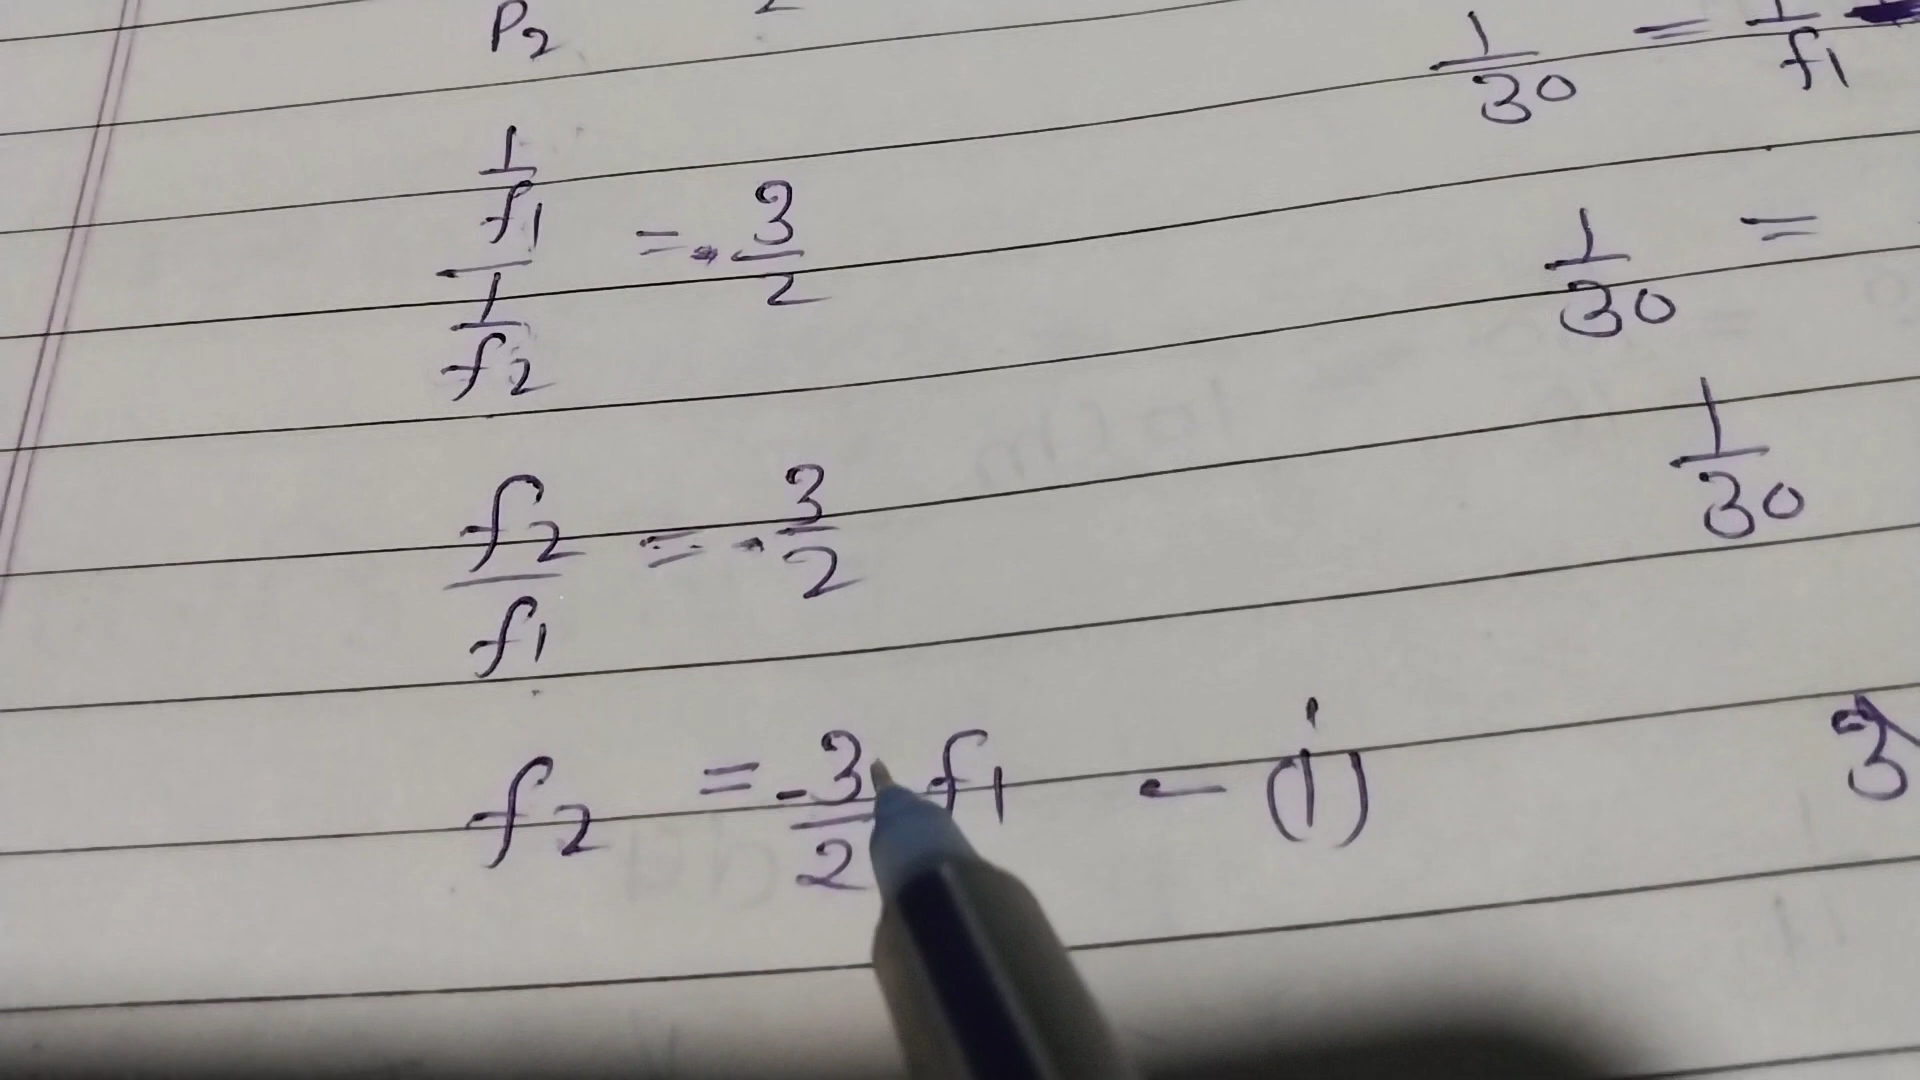 P2
1/f1 / 1/f2 = - 3/2
f2/f1 = - 3/2
f2 = -3/2 f1 - (i)
1/30 = 1/f1
1/30 =
1/30
3